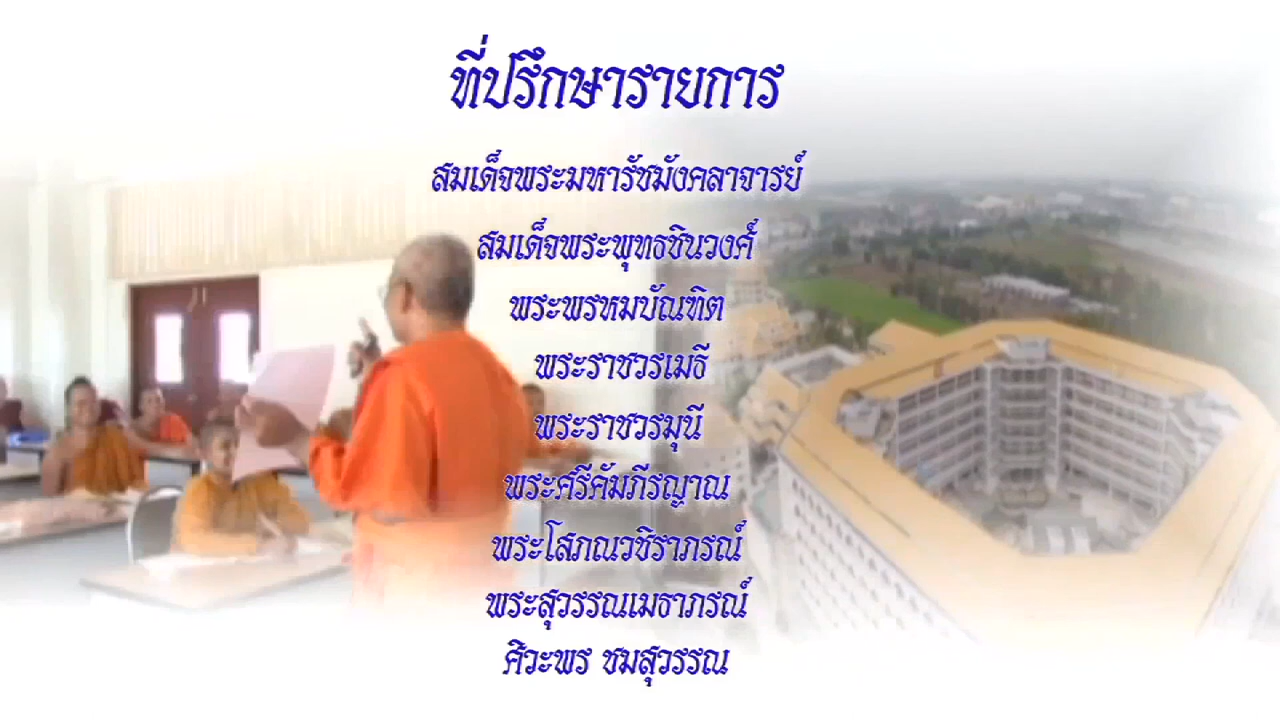 ที่ปรึกษารายการ
สมเด็จพระมหารัชมังคลาจารย์
สมเด็จพระพุทธชินวงศ์
พระพรหมบัณฑิต
พระราชวรเมธี
พระราชวรมุนี
พระศรีคัมภีรญาณ
พระโสภณวชิราภรณ์
พระสุวรรณเมธาภรณ์
ศิวะพร ชมสุวรรณ